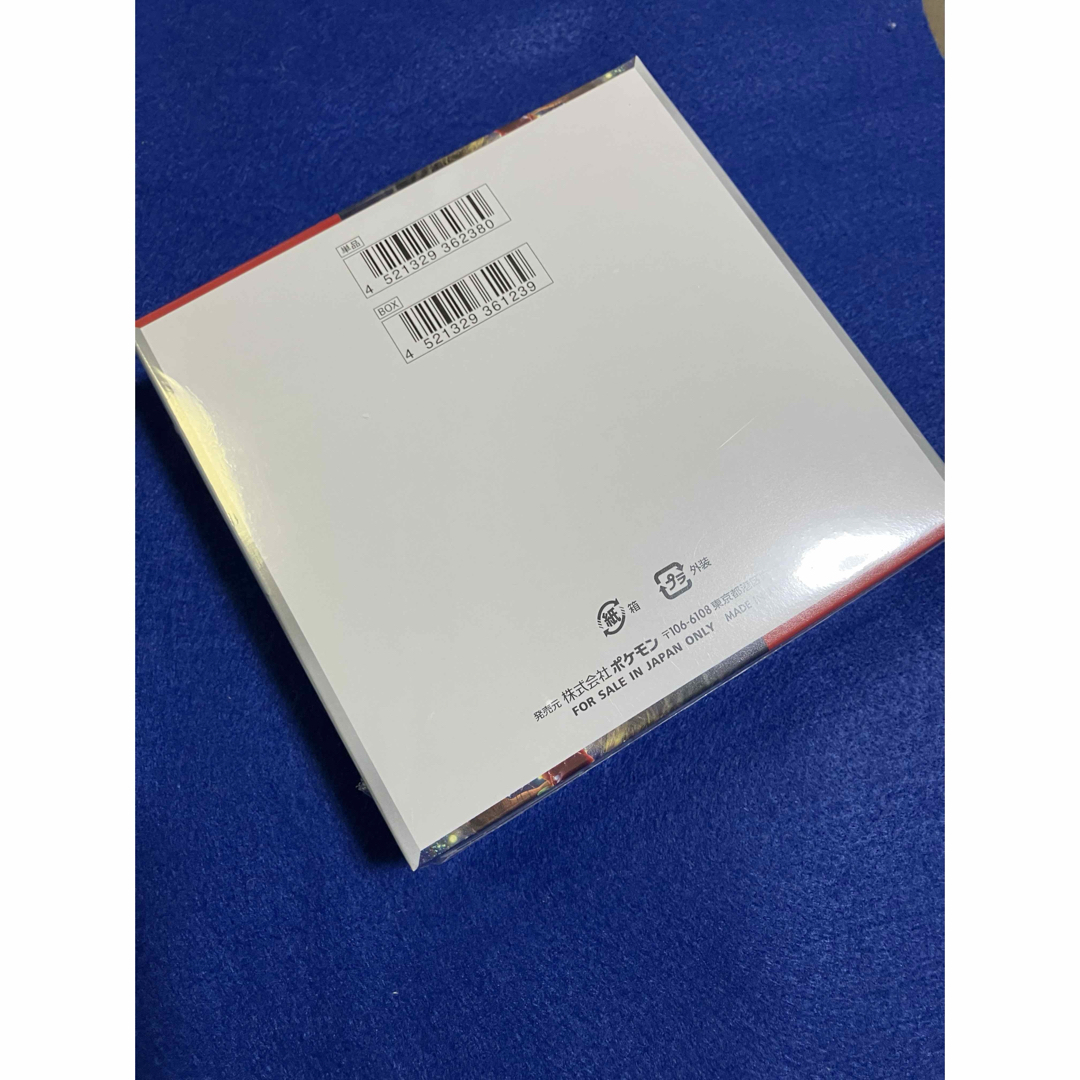 単品
4 521329 362380
BOX
4 521329 361239
プラ 外装
紙 箱
発売元 株式会社ポケモン 〒106-6108 東京都港
FOR SALE IN JAPAN ONLY MADE